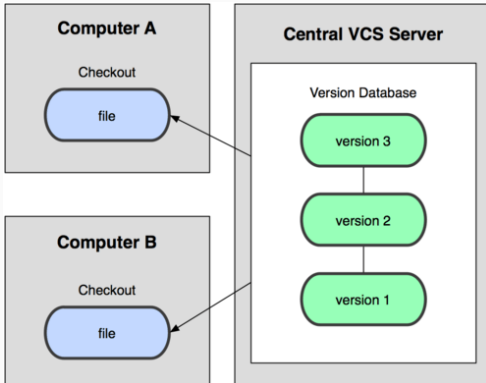 Computer A
Checkout
file
Computer B
Checkout
file
Central VCS Server
Version Database
version 3
version 2
version 1